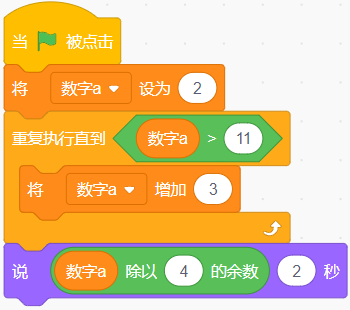 当 被点击
将 数字a 设为 2
重复执行直到 数字a > 11
将 数字a 增加 3
说 数字a 除以 4 的余数 2 秒